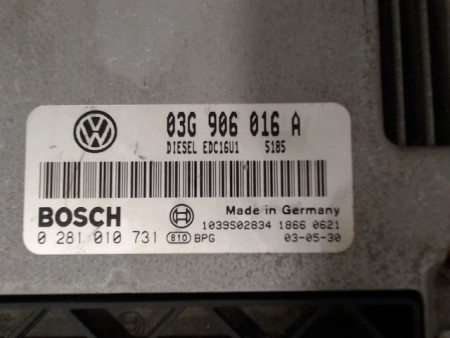 03G 906 016 A
DIESEL EDC16U1 5185
BOSCH
Made in Germany
1039S02834 1866 0621
0 281 010 731 810 BPG 03-05-30